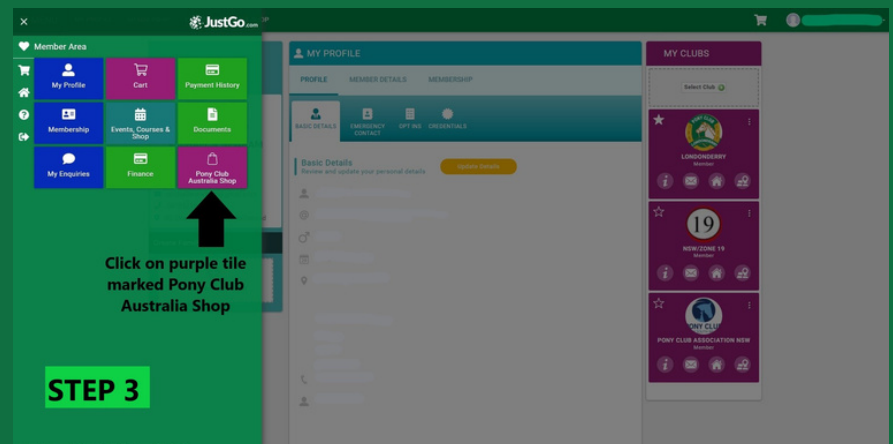 JustGo.com
Member Area
My Profile
Cart
Payment History
Membership
Events, Courses &
Shop
Documents
My Enquiries
Finance
Pony Club
Australia Shop
Click on purple tile
marked Pony Club
Australia Shop
STEP 3
MY PROFILE
PROFILE MEMBER DETAILS MEMBERSHIP
BASIC DETAILS
EMERGENCY
CONTACT
OPT INS
CREDENTIALS
Basic Details
Review and update your personal details
Update Details
MY CLUBS
Select Club
LONDONDERRY
Member
19
NSW/ZONE 19
Member
PONY CLUB
PONY CLUB ASSOCIATION NSW
Member